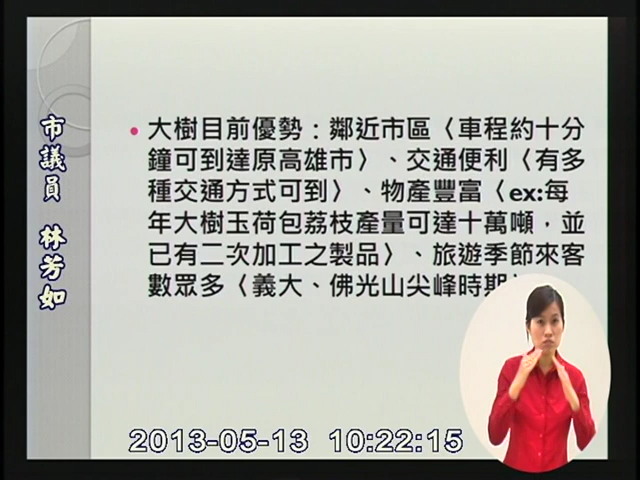 市議員 林芳如
• 大樹目前優勢：鄰近市區〈車程約十分
鐘可到達原高雄市〉、交通便利〈有多
種交通方式可到〉、物產豐富〈ex:每
年大樹玉荷包荔枝產量可達十萬噸，並
已有二次加工之製品〉、旅遊季節來客
數眾多〈義大、佛光山尖峰時期
2013-05-13 10:22:15